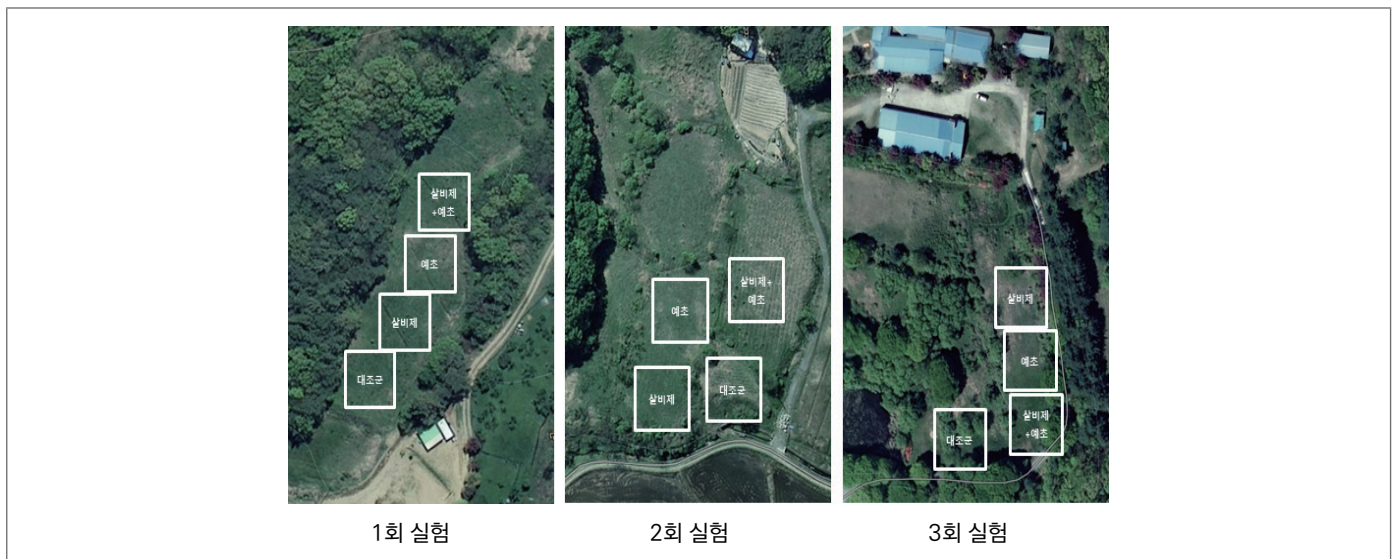 살비제
+예초
예초
살비제
대조군
살비제+
예초
예초
살비제
대조군
살비제
예초
살비제
+예초
대조군
1회 실험
2회 실험
3회 실험